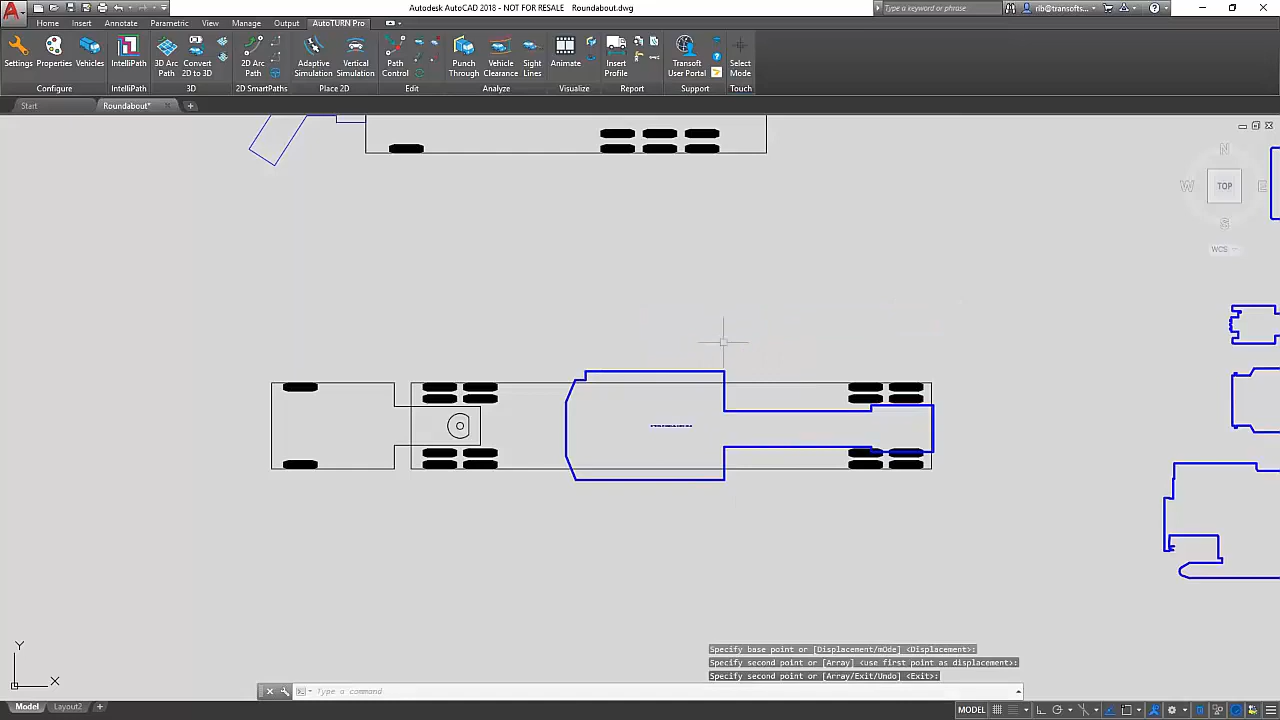 Autodesk AutoCAD 2018 - NOT FOR RESALE Roundabout.dwg
Type a keyword or phrase
rlb@transofts...
Home Insert Annotate Parametric View Manage Output AutoTURN Pro
Settings Properties Vehicles IntelliPath 3D Arc Path Convert 2D to 3D 2D Arc Path Adaptive Simulation Vertical Simulation Path Control Punch Through Vehicle Clearance Sight Lines Animate Insert Profile Transoft User Portal Select Mode
Configure IntelliPath 3D 2D SmartPaths Place 2D Edit Analyze Visualize Report Support Touch
Start Roundabout*
N
W TOP E
S
WCS
Specify base point or [Displacement/mOde] <Displacement>:
Specify second point or [Array] <use first point as displacement>:
Specify second point or [Array/Exit/Undo] <Exit>:
Y
X
Type a command
Model Layout2
MODEL